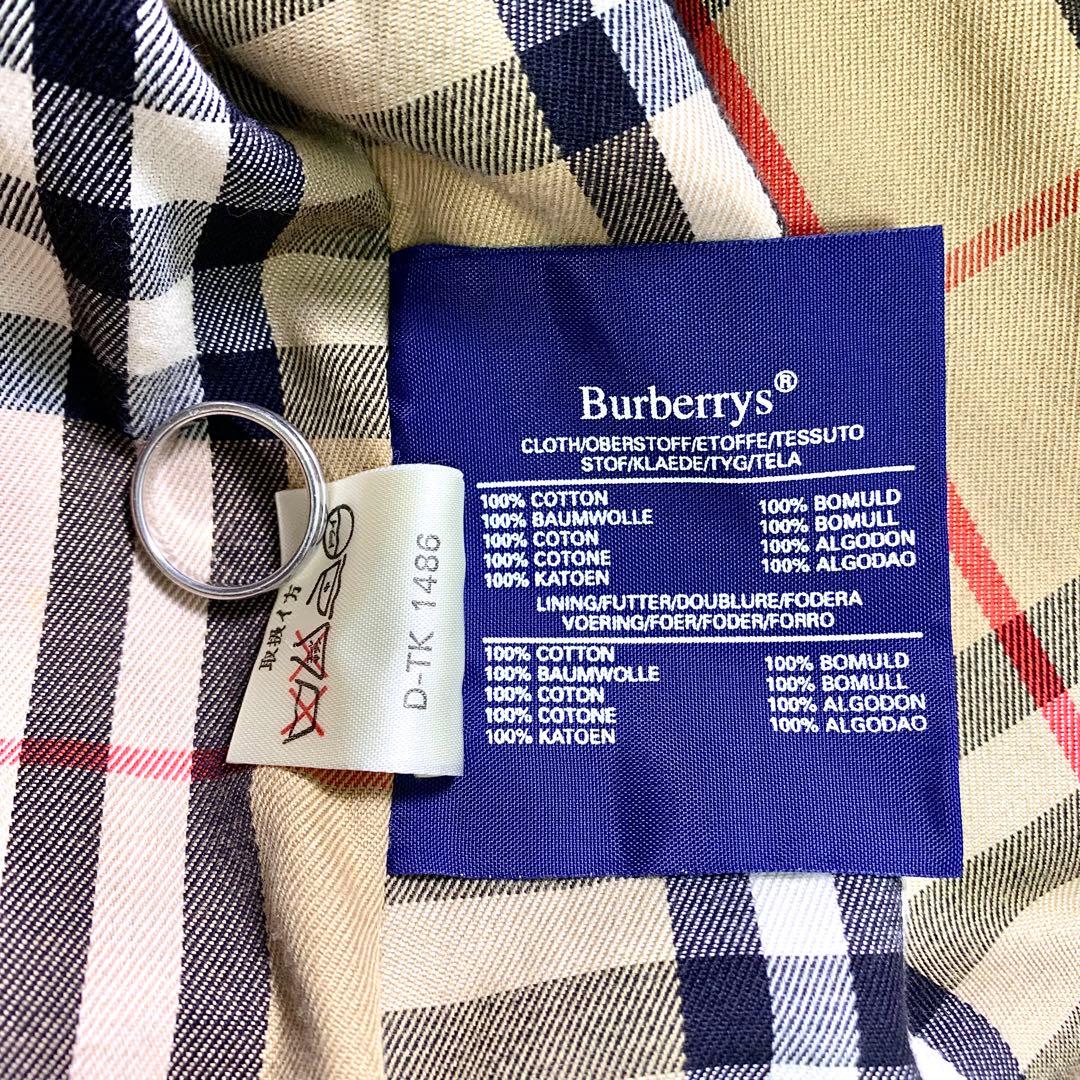 Burberrys®
CLOTH/OBERSTOFF/ETOFFE/TESSUTO
STOF/KLAEDE/TYG/TELA
100% COTTON
100% BAUMWOLLE
100% COTON
100% COTONE
100% KATOEN
100% BOMULD
100% BOMULL
100% ALGODON
100% ALGODAO
LINING/FUTTER/DOUBLURE/FODERA
VOERING/FOER/FODER/FORRO
100% COTTON
100% BAUMWOLLE
100% COTON
100% COTONE
100% KATOEN
100% BOMULD
100% BOMULL
100% ALGODON
100% ALGODAO
取扱イ方
D-TK 1486